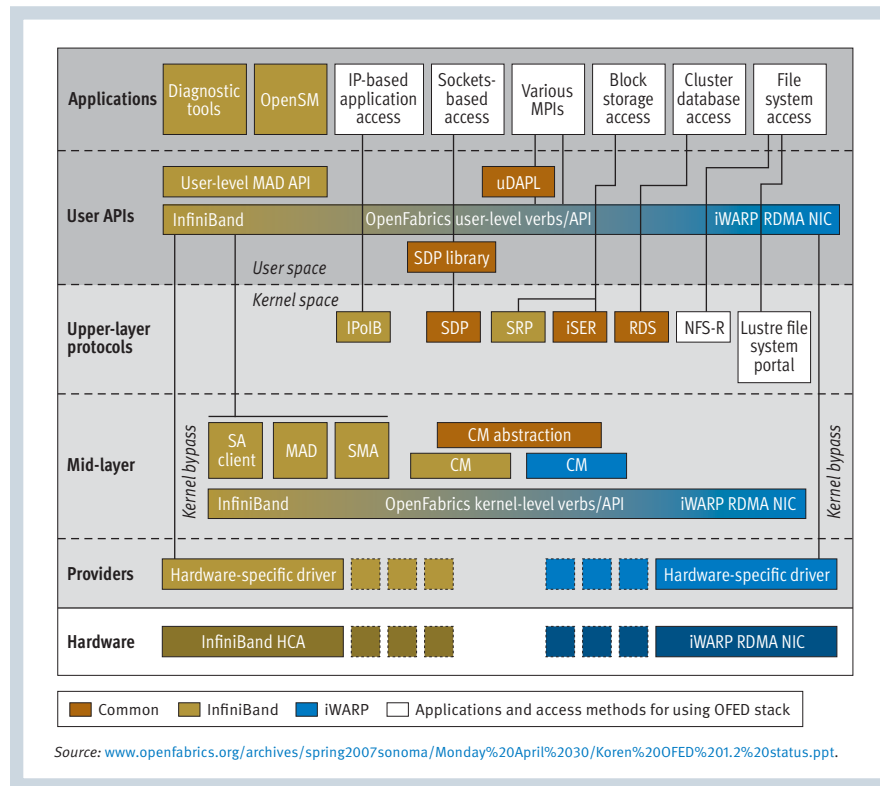 Applications
Diagnostic
tools
OpenSM
IP-based
application
access
Sockets-
based
access
Various
MPIs
Block
storage
access
Cluster
database
access
File
system
access
User APIs
User-level MAD API
uDAPL
InfiniBand
OpenFabrics user-level verbs/API
iWARP RDMA NIC
SDP library
User space
Kernel space
Upper-layer
protocols
IPoIB
SDP
SRP
iSER
RDS
NFS-R
Lustre file
system
portal
Mid-layer
Kernel bypass
SA
client
MAD
SMA
CM abstraction
CM
CM
Kernel bypass
InfiniBand
OpenFabrics kernel-level verbs/API
iWARP RDMA NIC
Providers
Hardware-specific driver
Hardware-specific driver
Hardware
InfiniBand HCA
iWARP RDMA NIC
Common
InfiniBand
iWARP
Applications and access methods for using OFED stack
Source: www.openfabrics.org/archives/spring2007sonoma/Monday%20April%2030/Koren%20OFED%201.2%20status.ppt.